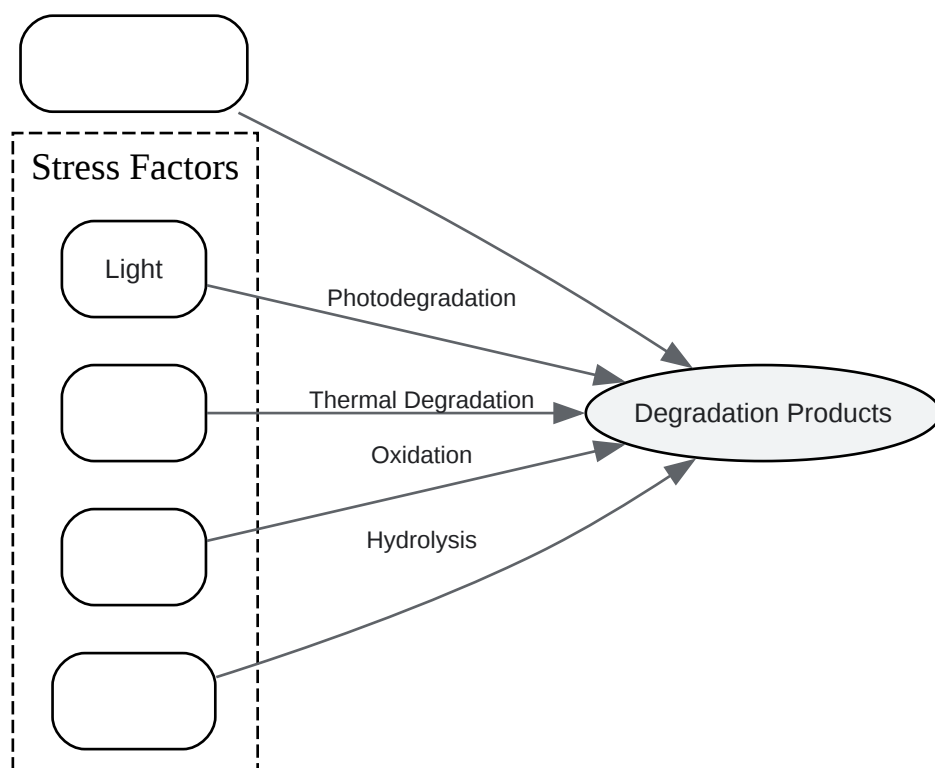 Stress Factors
Light
Photodegradation
Thermal Degradation
Degradation Products
Oxidation
Hydrolysis